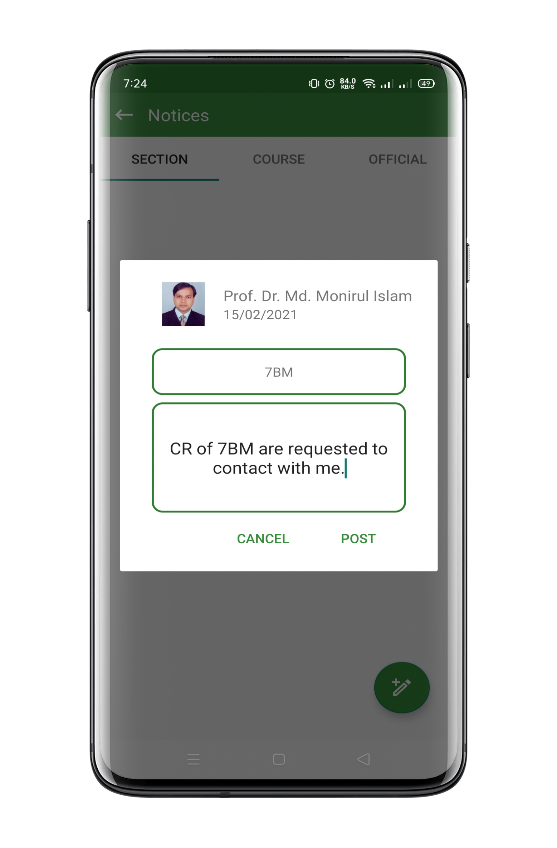 7:24
84.0
KB/S
49
Notices
SECTION
COURSE
OFFICIAL
Prof. Dr. Md. Monirul Islam
15/02/2021
7BM
CR of 7BM are requested to
contact with me.
CANCEL
POST